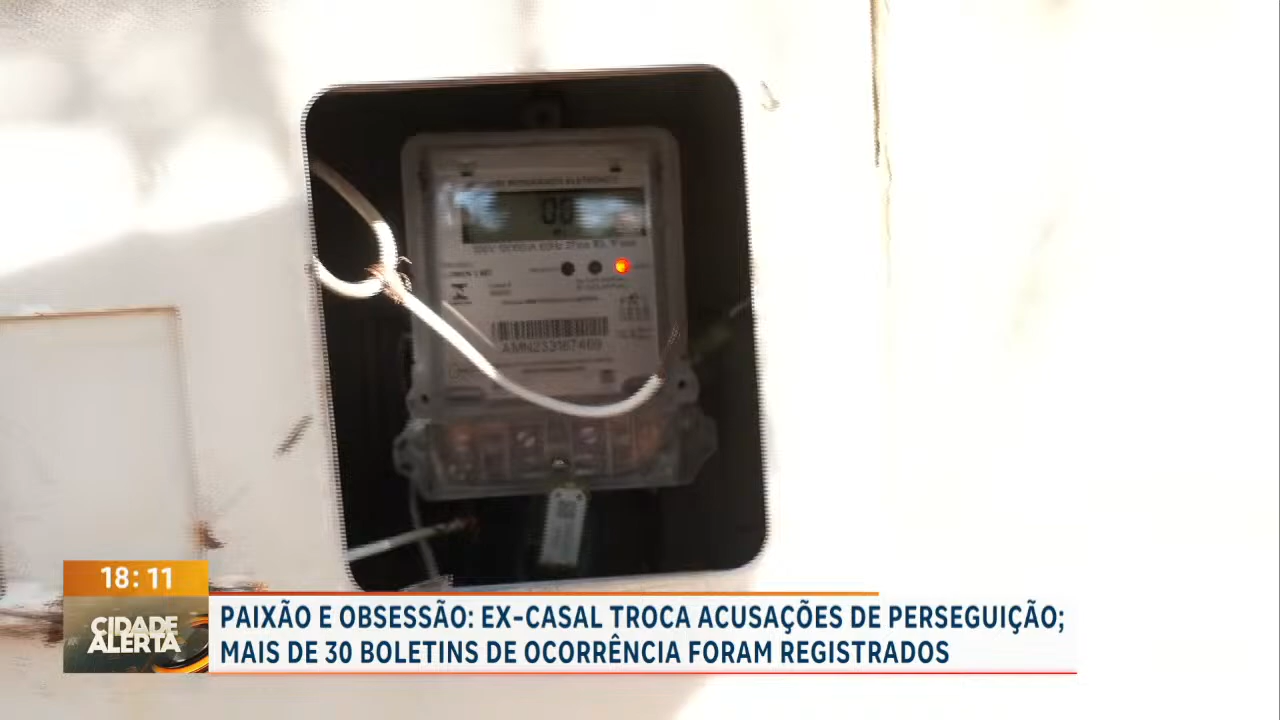 00
AMN233167469
18:11
CIDADE
ALERTA
PAIXÃO E OBSESSÃO: EX-CASAL TROCA ACUSAÇÕES DE PERSEGUIÇÃO;
MAIS DE 30 BOLETINS DE OCORRÊNCIA FORAM REGISTRADOS